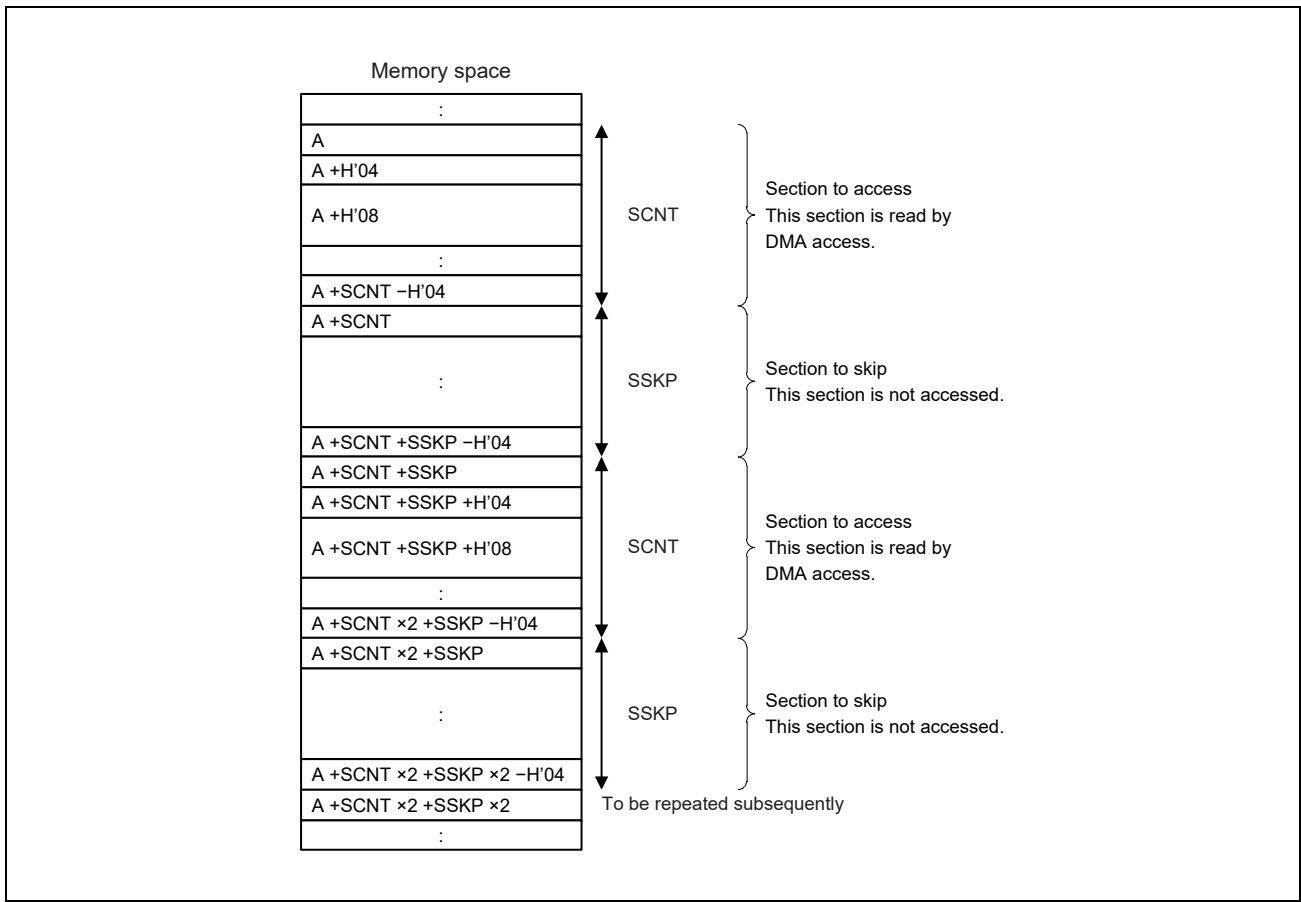 Memory space
:
A
A +H’04
A +H’08
:
A +SCNT −H’04
SCNT
Section to access
This section is read by
DMA access.
A +SCNT
:
A +SCNT +SSKP −H’04
SSKP
Section to skip
This section is not accessed.
A +SCNT +SSKP
A +SCNT +SSKP +H’04
A +SCNT +SSKP +H’08
:
A +SCNT ×2 +SSKP −H’04
SCNT
Section to access
This section is read by
DMA access.
A +SCNT ×2 +SSKP
:
A +SCNT ×2 +SSKP ×2 −H’04
SSKP
Section to skip
This section is not accessed.
A +SCNT ×2 +SSKP ×2
To be repeated subsequently
: